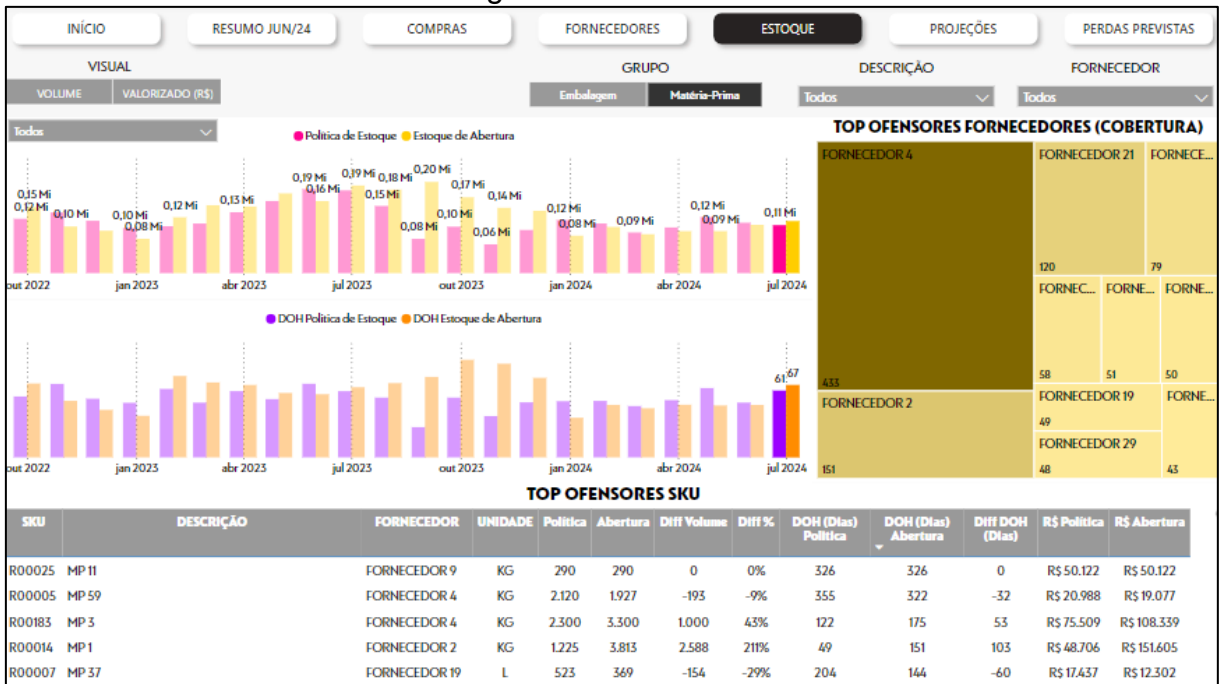 INÍCIO RESUMO JUN/24 COMPRAS FORNECEDORES ESTOQUE PROJEÇÕES PERDAS PREVISTAS
VISUAL GRUPO DESCRIÇÃO FORNECEDOR
VOLUME VALORIZADO (R$) Embalagem Matéria-Prima Todos Todos
Todos
Política de Estoque Estoque de Abertura
0,15 Mi 0,12 Mi 0,10 Mi 0,10 Mi 0,08 Mi 0,12 Mi 0,13 Mi 0,19 Mi 0,16 Mi 0,19 Mi 0,18 Mi 0,15 Mi 0,20 Mi 0,08 Mi 0,17 Mi 0,10 Mi 0,14 Mi 0,06 Mi 0,12 Mi 0,08 Mi 0,09 Mi 0,12 Mi 0,09 Mi 0,11 Mi
out 2022 jan 2023 abr 2023 jul 2023 out 2023 jan 2024 abr 2024 jul 2024
DOH Política de Estoque DOH Estoque de Abertura
61 67
out 2022 jan 2023 abr 2023 jul 2023 out 2023 jan 2024 abr 2024 jul 2024
TOP OFENSORES FORNECEDORES (COBERTURA)
FORNECEDOR 4
433
FORNECEDOR 2
151
FORNECEDOR 21
120
FORNECE...
79
FORNEC...
58
FORNE...
51
FORNE...
50
FORNECEDOR 19
49
FORNECEDOR 29
48
FORNE...
43
TOP OFENSORES SKU
SKU DESCRIÇÃO FORNECEDOR UNIDADE Política Abertura Diff Volume Diff % DOH (Dias) Política DOH (Dias) Abertura Diff DOH (Dias) R$ Política R$ Abertura
R00025 MP 11 FORNECEDOR 9 KG 290 290 0 0% 326 326 0 R$ 50.122 R$ 50.122
R00005 MP 59 FORNECEDOR 4 KG 2.120 1.927 -193 -9% 355 322 -32 R$ 20.988 R$ 19.077
R00183 MP 3 FORNECEDOR 4 KG 2.300 3.300 1.000 43% 122 175 53 R$ 75.509 R$ 108.339
R00014 MP 1 FORNECEDOR 2 KG 1.225 3.813 2.588 211% 49 151 103 R$ 48.706 R$ 151.605
R00007 MP 37 FORNECEDOR 19 L 523 369 -154 -29% 204 144 -60 R$ 17.437 R$ 12.302